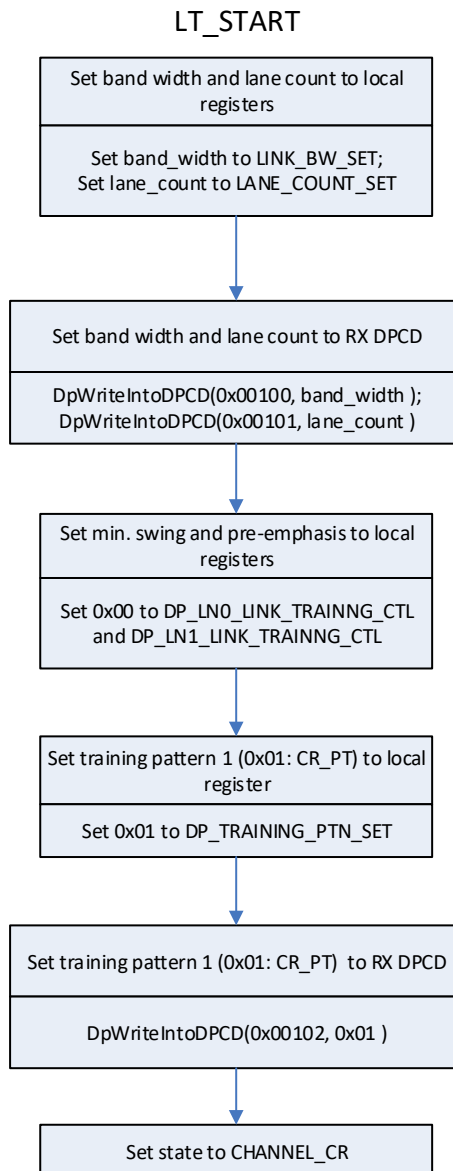 LT_START
Set band width and lane count to local
registers
Set band_width to LINK_BW_SET;
Set lane_count to LANE_COUNT_SET
Set band width and lane count to RX DPCD
DpWriteIntoDPCD(0x00100, band_width );
DpWriteIntoDPCD(0x00101, lane_count )
Set min. swing and pre-emphasis to local
registers
Set 0x00 to DP_LN0_LINK_TRAINNG_CTL
and DP_LN1_LINK_TRAINNG_CTL
Set training pattern 1 (0x01: CR_PT) to local
register
Set 0x01 to DP_TRAINING_PTN_SET
Set training pattern 1 (0x01: CR_PT) to RX DPCD
DpWriteIntoDPCD(0x00102, 0x01 )
Set state to CHANNEL_CR